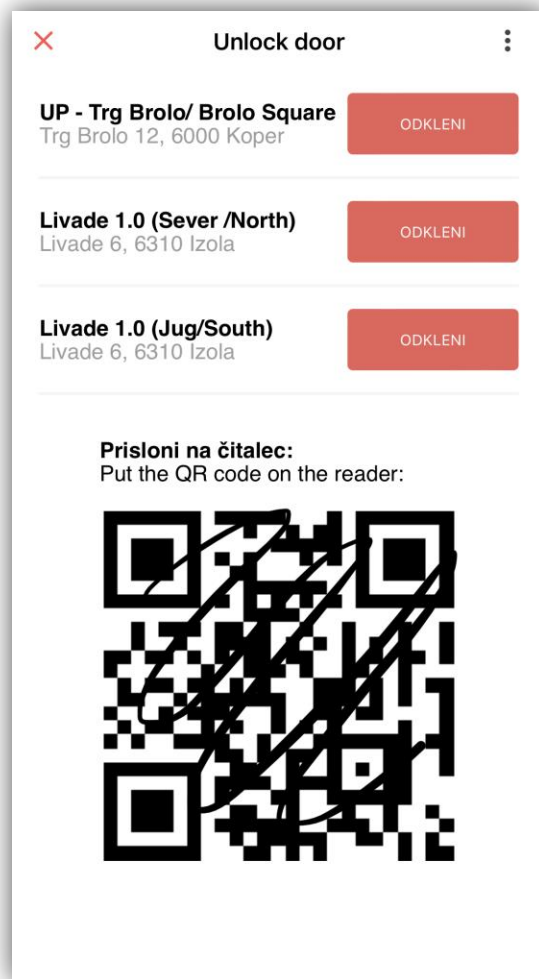 Unlock door
UP - Trg Brolo/ Brolo Square
Trg Brolo 12, 6000 Koper
ODKLENI
Livade 1.0 (Sever /North)
Livade 6, 6310 Izola
ODKLENI
Livade 1.0 (Jug/South)
Livade 6, 6310 Izola
ODKLENI
Prisloni na čitalec:
Put the QR code on the reader: